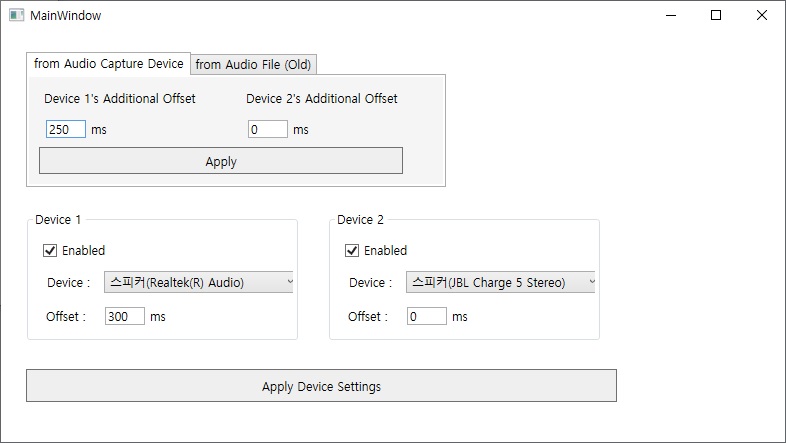 MainWindow
from Audio Capture Device from Audio File (Old)
Device 1's Additional Offset Device 2's Additional Offset
250 ms 0 ms
Apply
Device 1 Device 2
Enabled Enabled
Device : 스피커(Realtek(R) Audio) Device : 스피커(JBL Charge 5 Stereo)
Offset : 300 ms Offset : 0 ms
Apply Device Settings